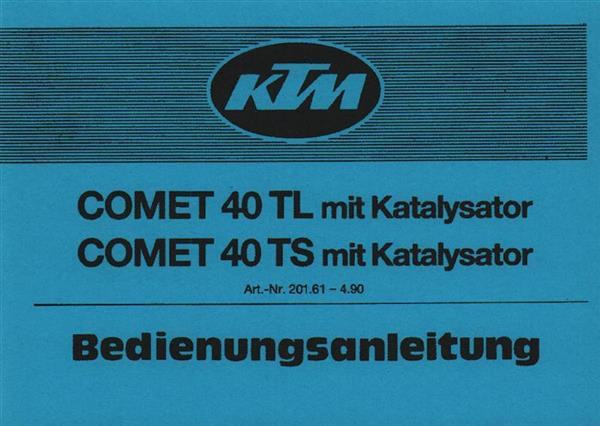 KTM
COMET 40 TL mit Katalysator
COMET 40 TS mit Katalysator
Art.-Nr. 201.61 – 4.90
Bedienungsanleitung